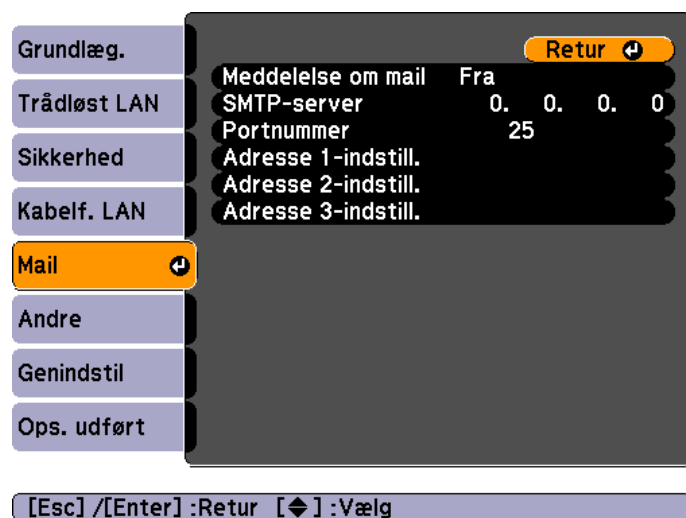 Grundlæg.
Trådløst LAN
Sikkerhed
Kabelf. LAN
Mail
Andre
Genindstil
Ops. udført
Retur
Meddelelse om mail Fra
SMTP-server 0. 0. 0. 0
Portnummer 25
Adresse 1-indstill.
Adresse 2-indstill.
Adresse 3-indstill.
[Esc] /[Enter] :Retur [◆] :Vælg